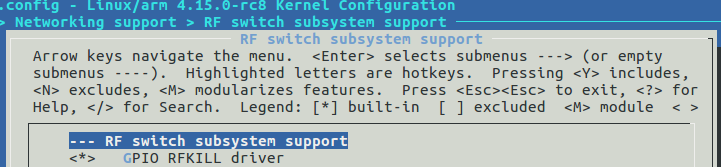 .config - Linux/arm 4.15.0-rc8 Kernel Configuration
> Networking support > RF switch subsystem support
RF switch subsystem support
Arrow keys navigate the menu.  <Enter> selects submenus ---> (or empty
submenus ----).  Highlighted letters are hotkeys.  Pressing <Y> includes,
<N> excludes, <M> modularizes features.  Press <Esc><Esc> to exit, <?> for
Help, </> for Search.  Legend: [*] built-in  [ ] excluded  <M> module  < >
--- RF switch subsystem support
<*>   GPIO RFKILL driver